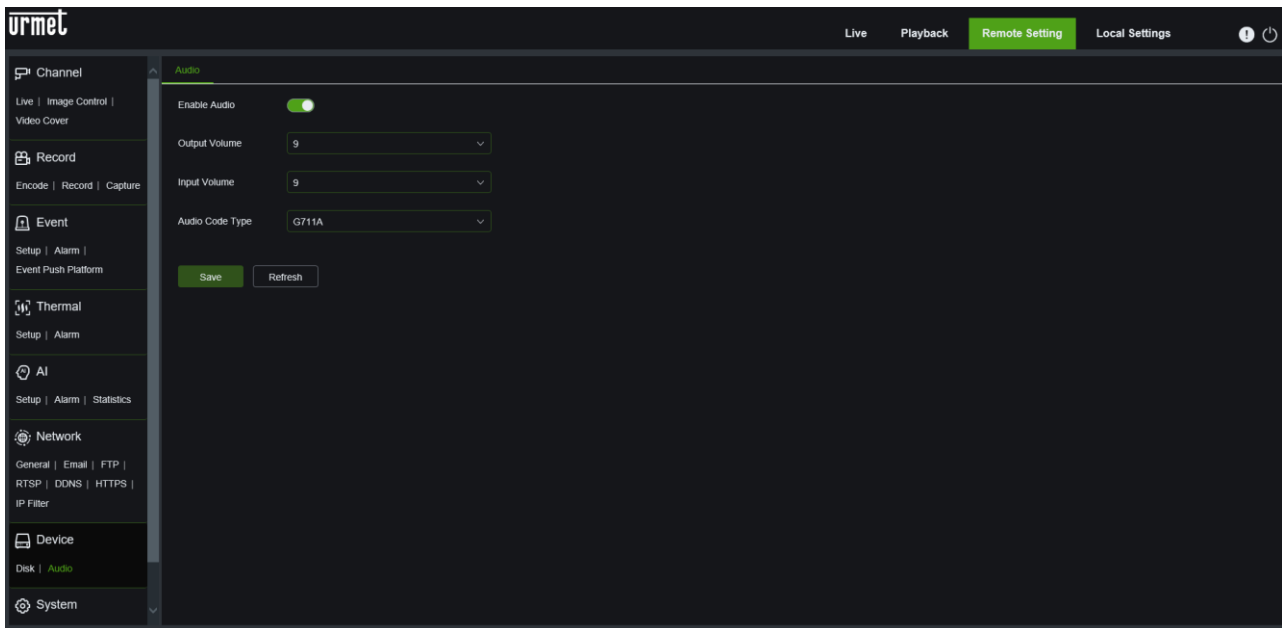 urmet
Live Playback Remote Setting Local Settings
Channel
Live | Image Control |
Video Cover
Record
Encode | Record | Capture
Event
Setup | Alarm |
Event Push Platform
Thermal
Setup | Alarm
AI
Setup | Alarm | Statistics
Network
General | Email | FTP |
RTSP | DDNS | HTTPS |
IP Filter
Device
Disk | Audio
System
Audio
Enable Audio
Output Volume 9
Input Volume 9
Audio Code Type G711A
Save Refresh